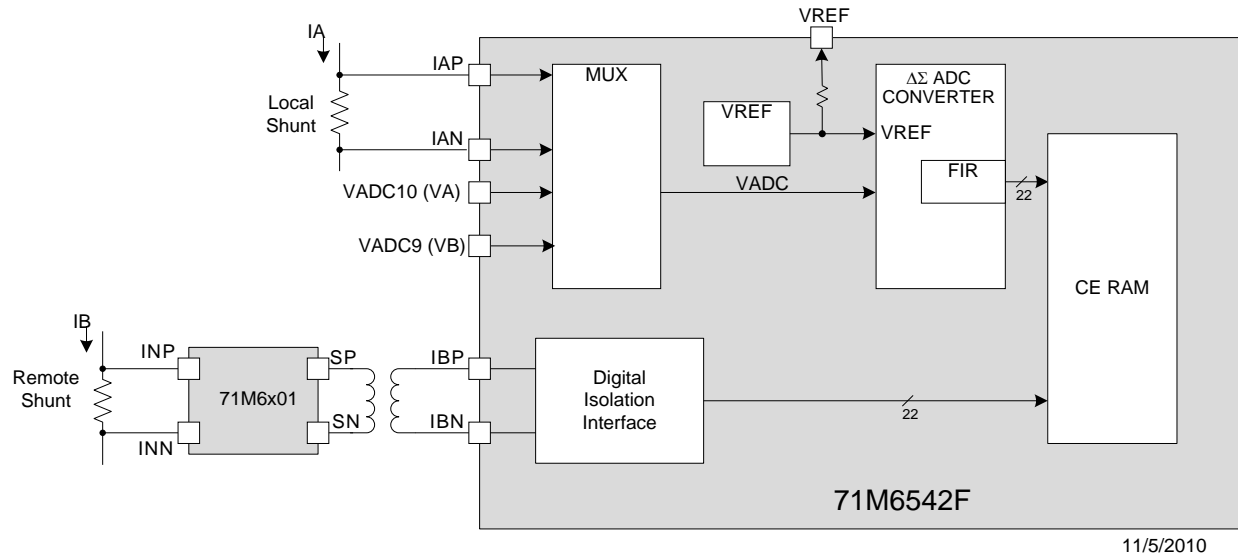 VREF
IA
IAP
MUX
ΔΣ ADC
CONVERTER
Local
Shunt
VREF
VREF
IAN
FIR
VADC10 (VA)
VADC
22
VADC9 (VB)
CE RAM
IB
INP
SP
IBP
Remote
Shunt
71M6x01
Digital
Isolation
Interface
22
INN
SN
IBN
71M6542F
11/5/2010